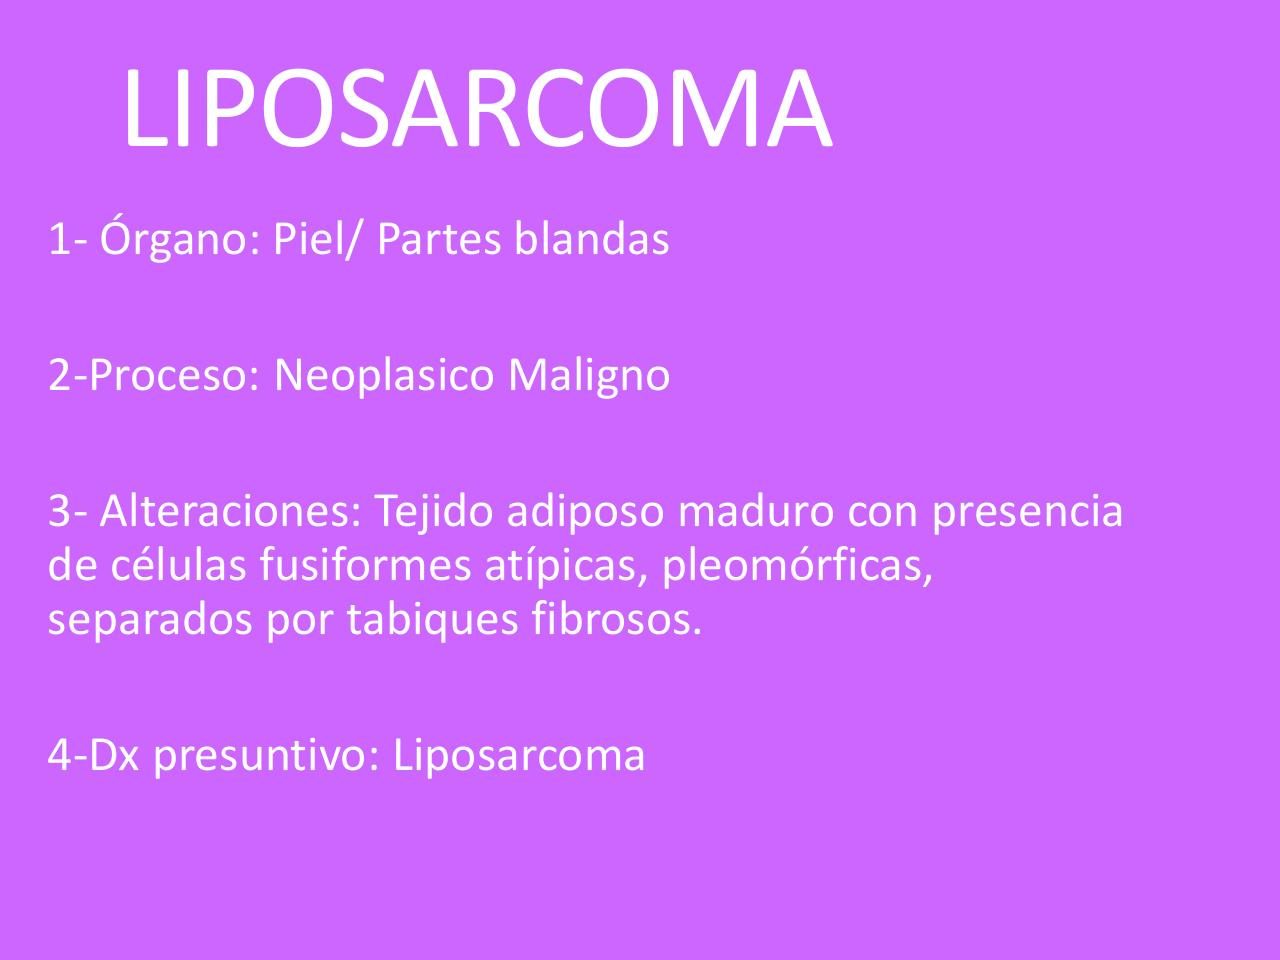 LIPOSARCOMA
1- Órgano: Piel/ Partes blandas
2-Proceso: Neoplasico Maligno
3- Alteraciones: Tejido adiposo maduro con presencia
de células fusiformes atípicas, pleomórficas,
separados por tabiques fibrosos.
4-Dx presuntivo: Liposarcoma